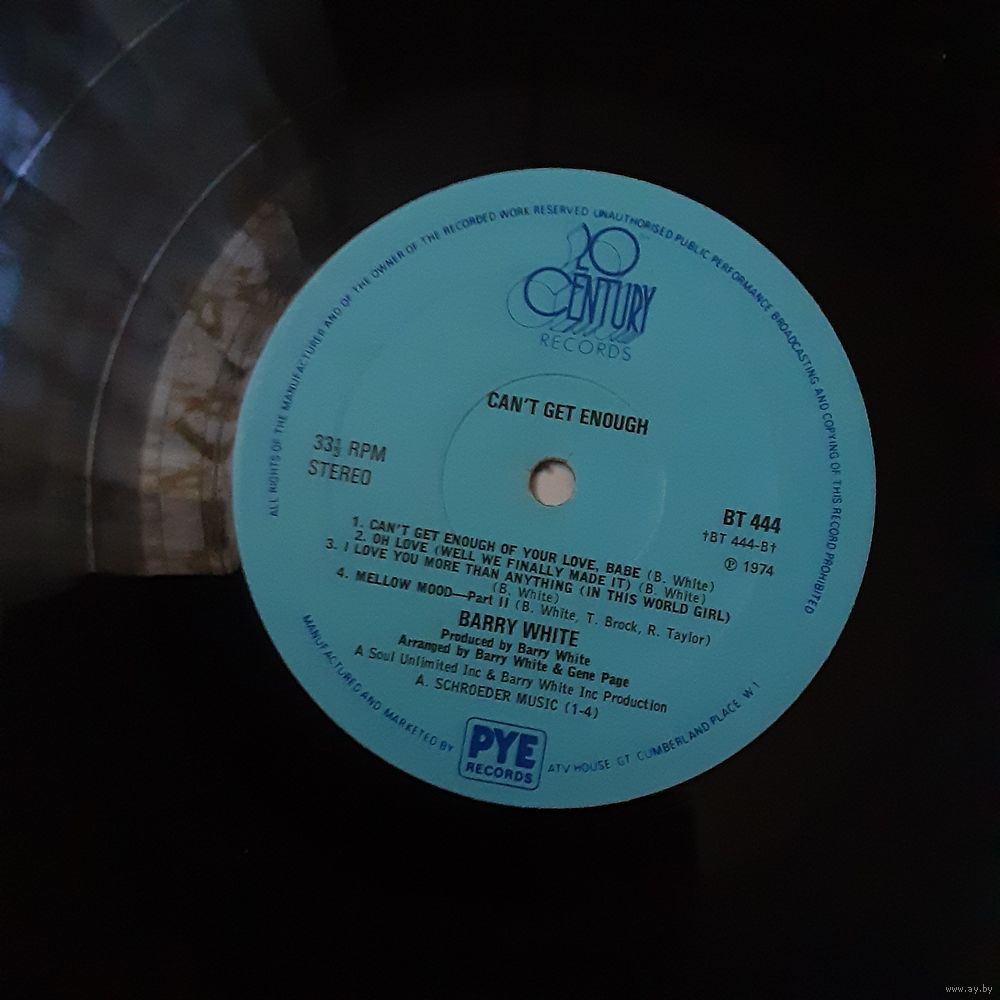 ALL RIGHTS OF THE MANUFACTURER AND OF THE OWNER OF THE RECORDED WORK RESERVED UNAUTHORISED PUBLIC PERFORMANCE BROADCASTING AND COPYING OF THIS RECORD PROHIBITED
20
CENTURY
RECORDS
CAN'T GET ENOUGH
33⅓ RPM
STEREO
BT 444
†BT 444-B†
℗ 1974
1. CAN'T GET ENOUGH OF YOUR LOVE, BABE (B. White)
2. OH LOVE (WELL WE FINALLY MADE IT) (B. White)
3. I LOVE YOU MORE THAN ANYTHING (IN THIS WORLD GIRL)
(B. White)
4. MELLOW MOOD—Part II (B. White, T. Brock, R. Taylor)
BARRY WHITE
Produced by Barry White
Arranged by Barry White & Gene Page
A Soul Unlimited Inc & Barry White Inc Production
A. SCHROEDER MUSIC (1-4)
MANUFACTURED AND MARKETED BY
PYE
RECORDS
ATV HOUSE GT CUMBERLAND PLACE W1
www.ay.by